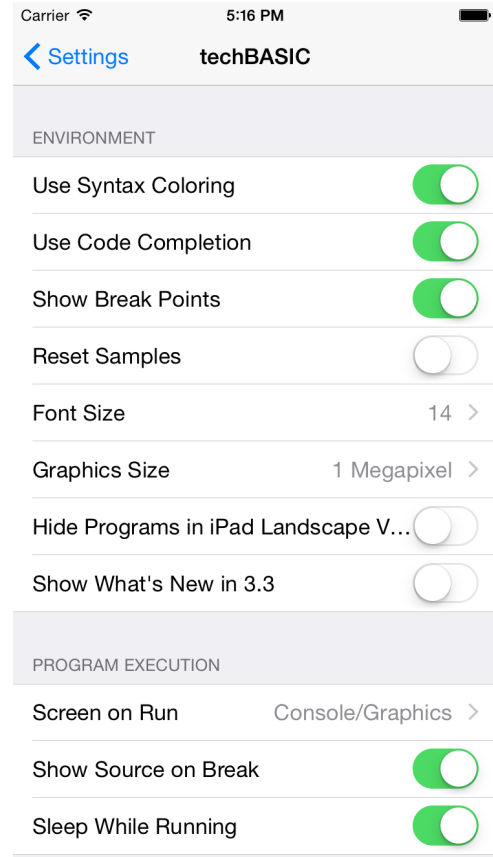 Carrier 5:16 PM
Settings techBASIC
ENVIRONMENT
Use Syntax Coloring
Use Code Completion
Show Break Points
Reset Samples
Font Size 14
Graphics Size 1 Megapixel
Hide Programs in iPad Landscape V...
Show What's New in 3.3
PROGRAM EXECUTION
Screen on Run Console/Graphics
Show Source on Break
Sleep While Running